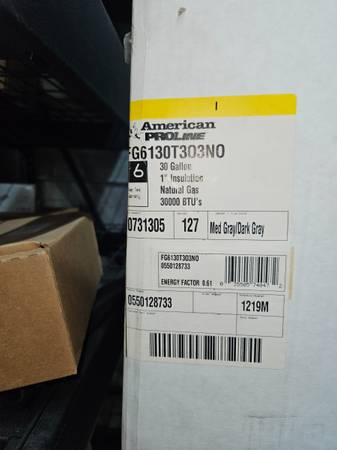 American
PROLINE
FG6130T303NO
6
30 Gallon
1" Insulation
Natural Gas
30000 BTU's
0731305
127
Med Gray/Dark Gray
FG6130T303NO
0550128733
ENERGY FACTOR 0.61
0550128733
1219M